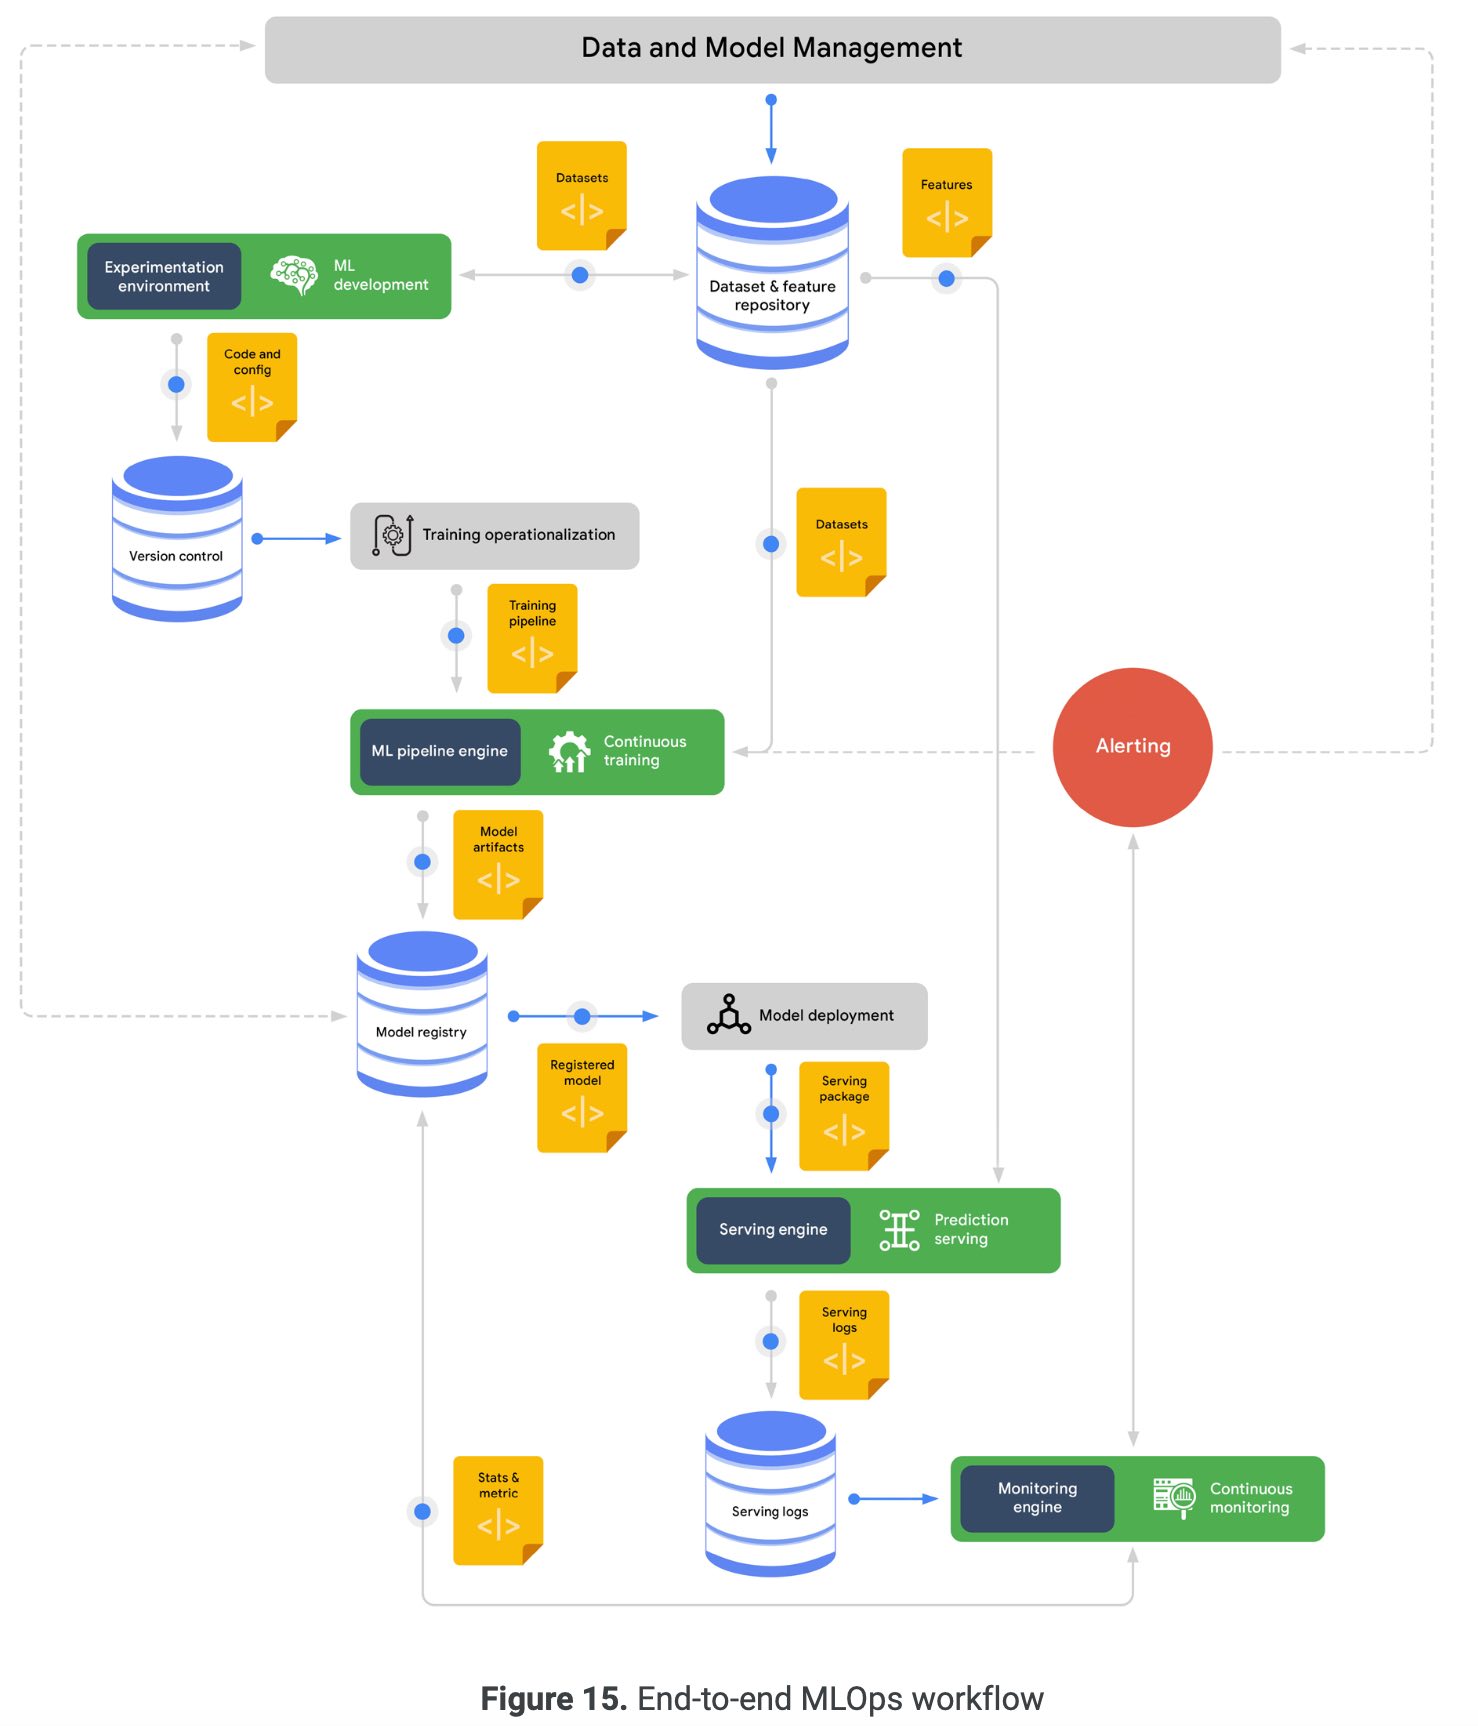 Data and Model Management
Datasets
</>
Features
</>
Dataset & feature
repository
Experimentation
environment
ML
development
Code and
config
</>
Version control
Training operationalization
Datasets
</>
Training
pipeline
</>
ML pipeline engine
Continuous
training
Alerting
Model
artifacts
</>
Model registry
Model deployment
Registered
model
</>
Serving
package
</>
Serving engine
Prediction
serving
Serving
logs
</>
Stats &
metric
</>
Serving logs
Monitoring
engine
Continuous
monitoring
Figure 15. End-to-end MLOps workflow